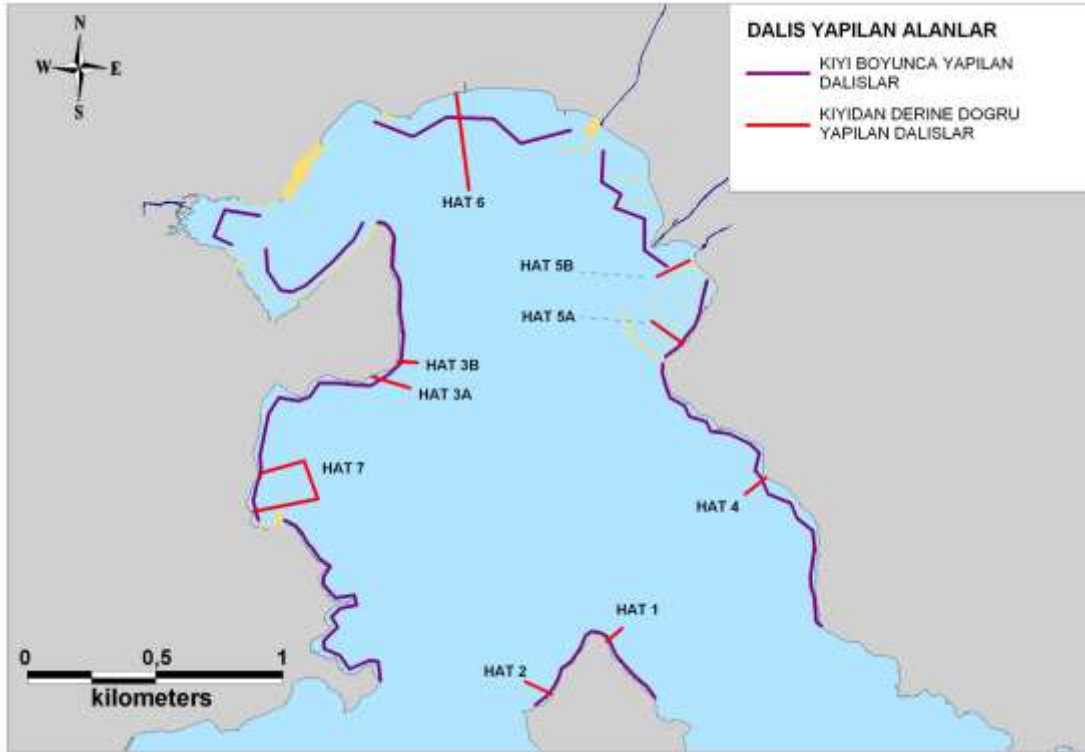 N
W E
S
DALIS YAPILAN ALANLAR
KIYI BOYUNCA YAPILAN
DALISLAR
KIYIDAN DERINE DOGRU
YAPILAN DALISLAR
HAT 6
HAT 5B
HAT 5A
HAT 3B
HAT 3A
HAT 7
HAT 4
HAT 1
HAT 2
0 0,5 1
kilometers